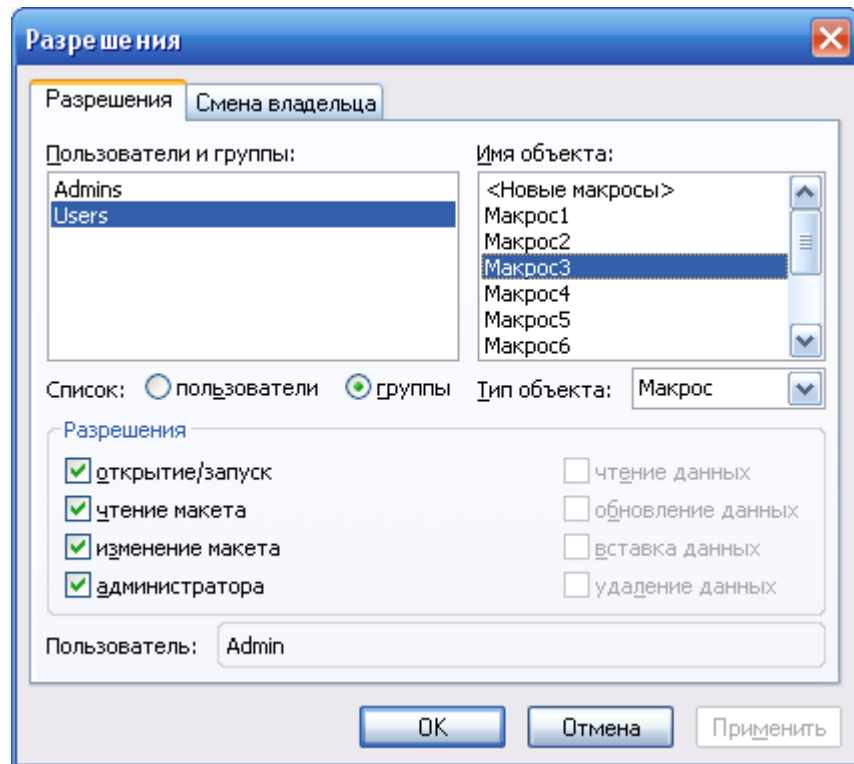 Разрешения
Разрешения
Смена владельца
Пользователи и группы:
Admins
Users
Имя объекта:
<Новые макросы>
Макрос1
Макрос2
Макрос3
Макрос4
Макрос5
Макрос6
Список: пользователи группы
Тип объекта: Макрос
Разрешения
открытие/запуск
чтение макета
изменение макета
администратора
чтение данных
обновление данных
вставка данных
удаление данных
Пользователь: Admin
OK
Отмена
Применить